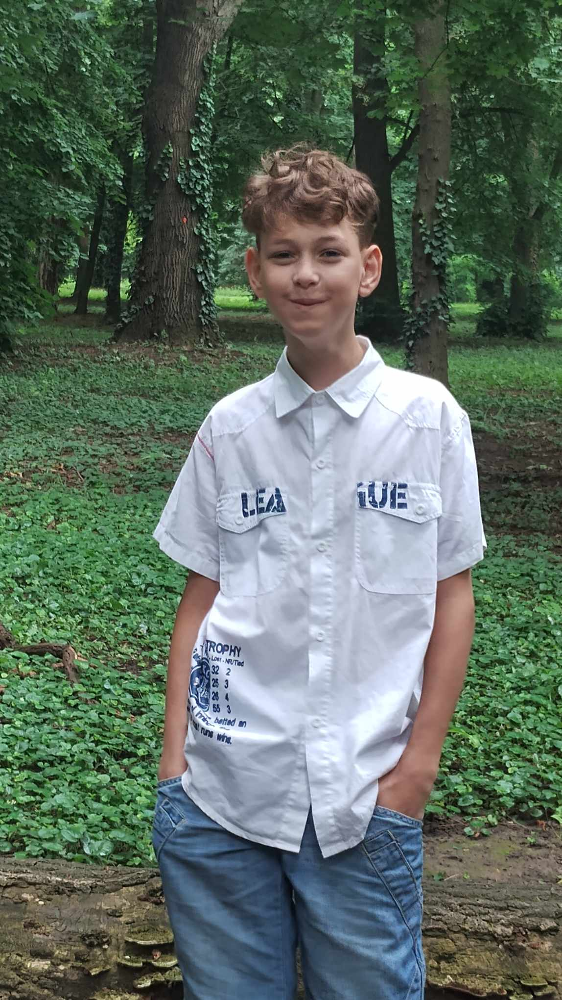 LEA GUE
TROPHY
Lost - NR/Tied
32 2
25 3
26 4
55 3
batted an
runs wins.